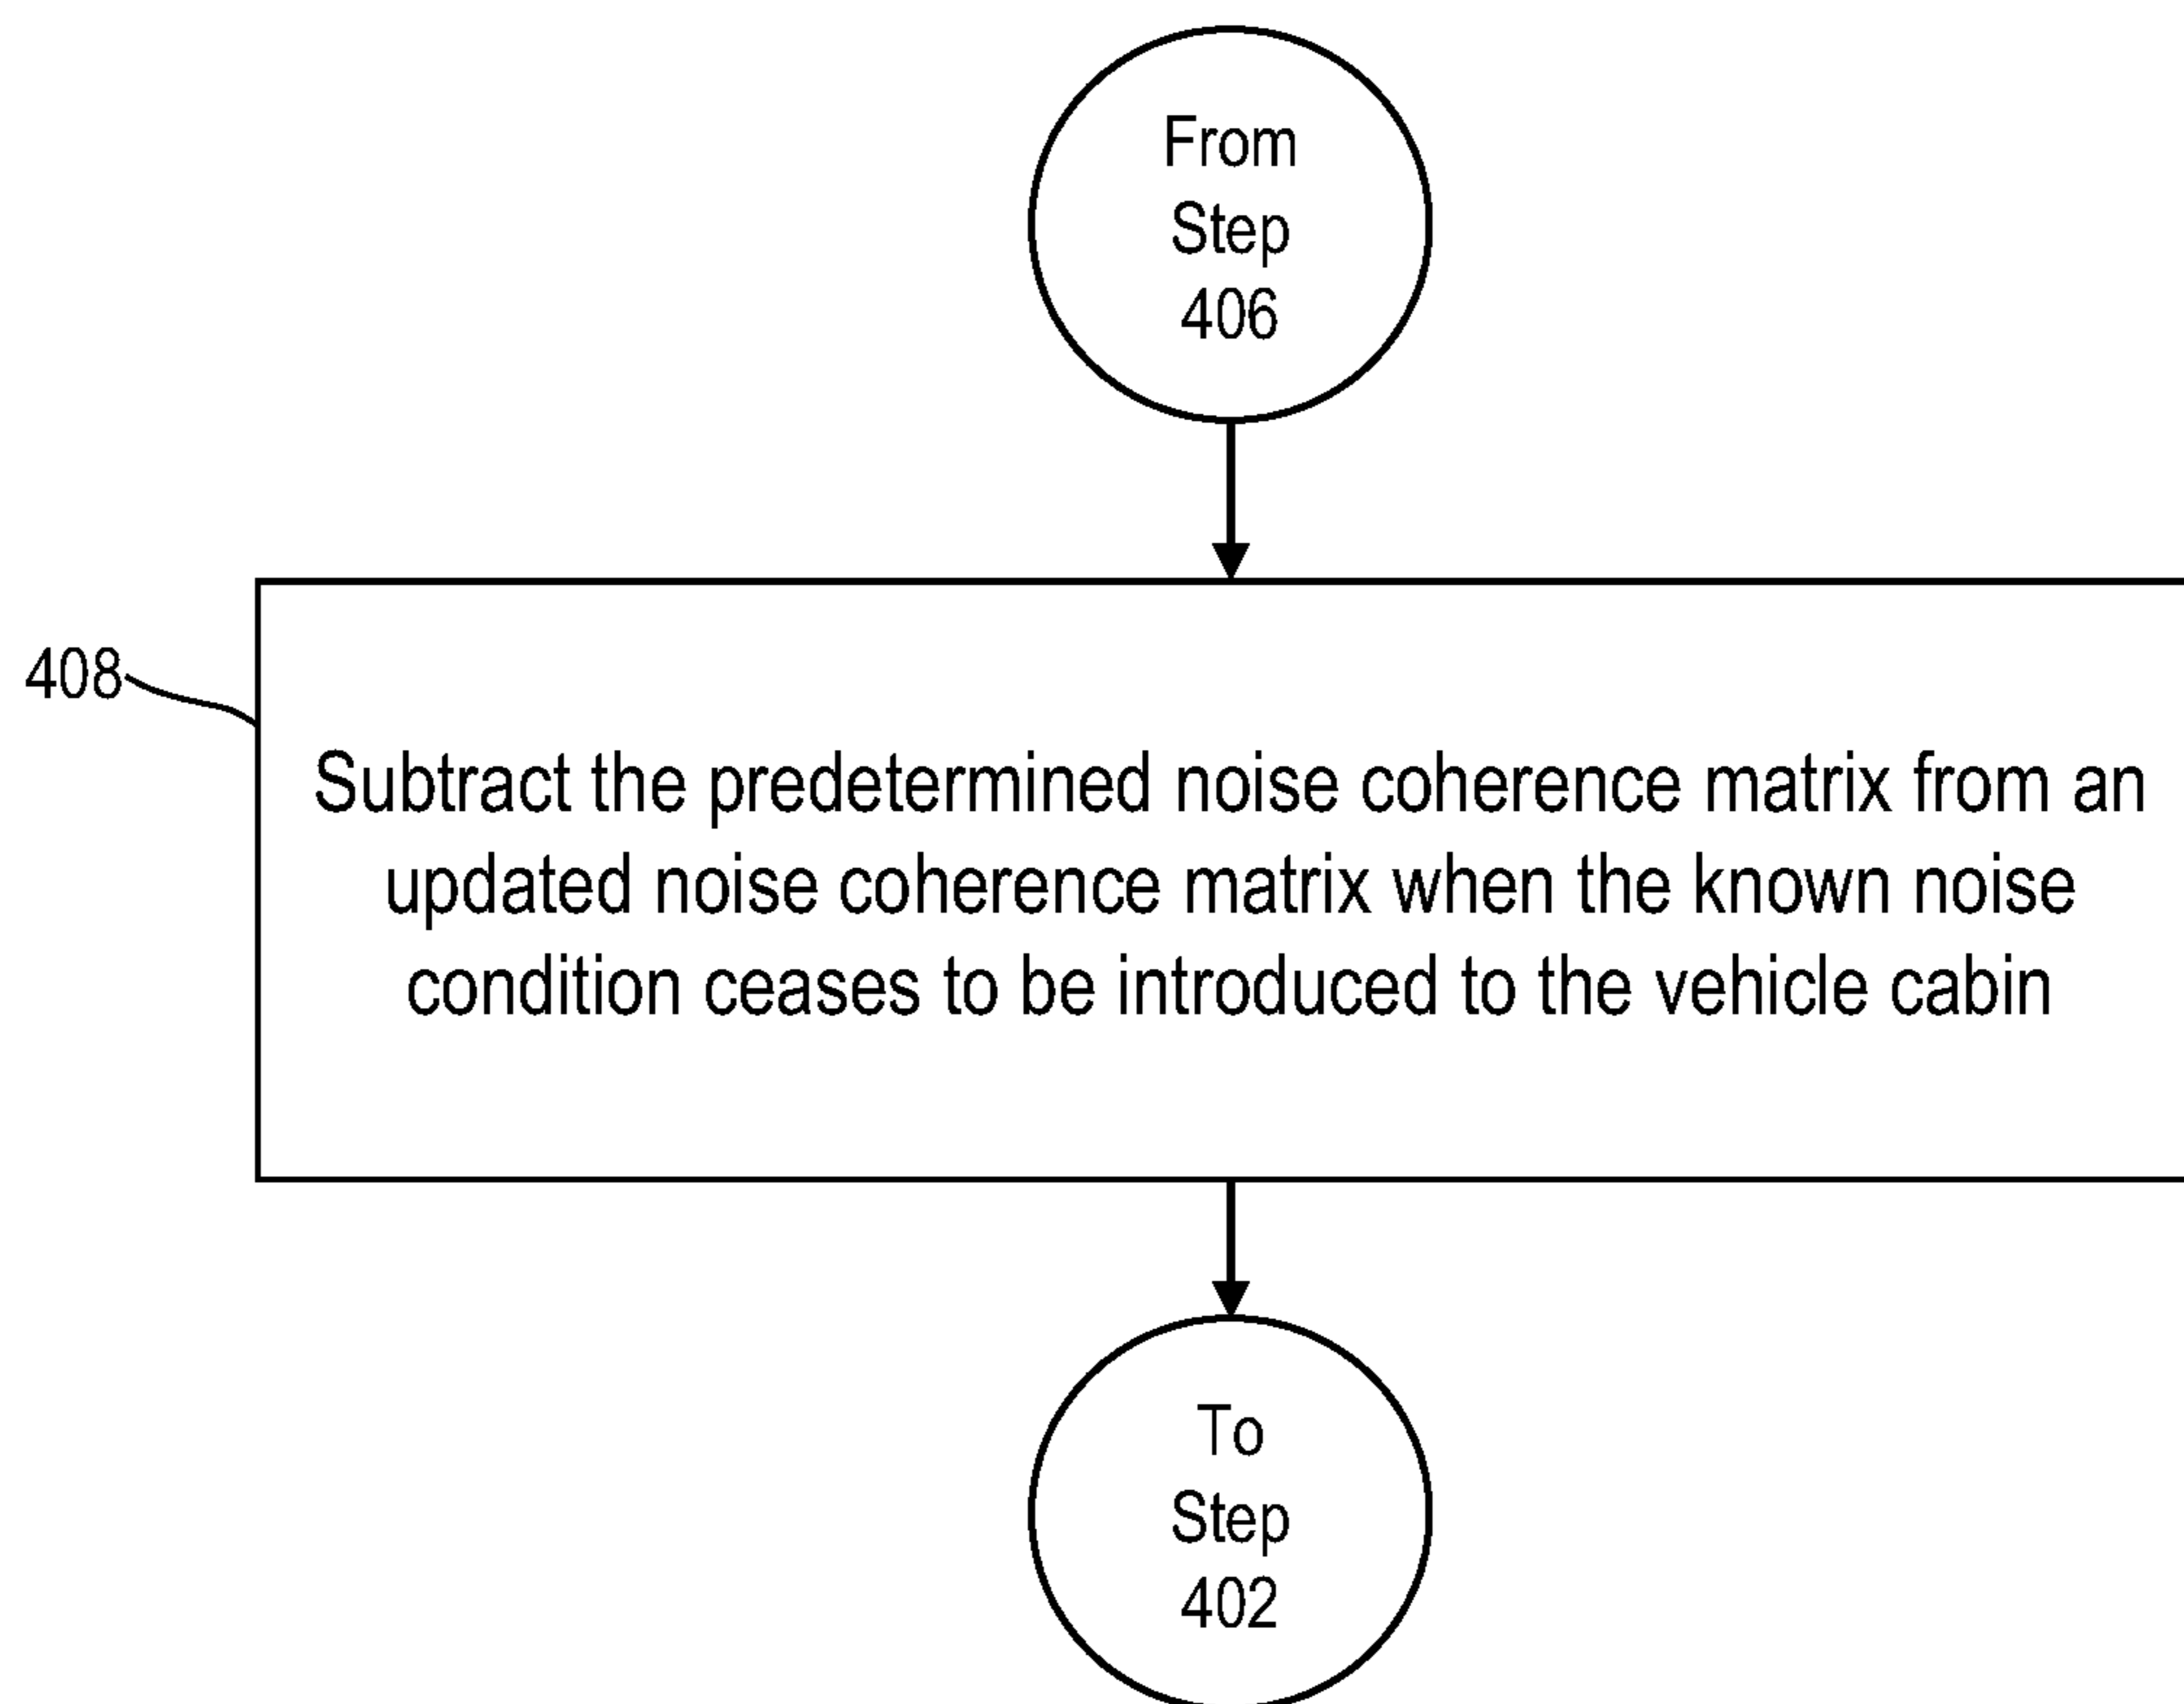 From
Step
406
408
Subtract the predetermined noise coherence matrix from an
updated noise coherence matrix when the known noise
condition ceases to be introduced to the vehicle cabin
To
Step
402